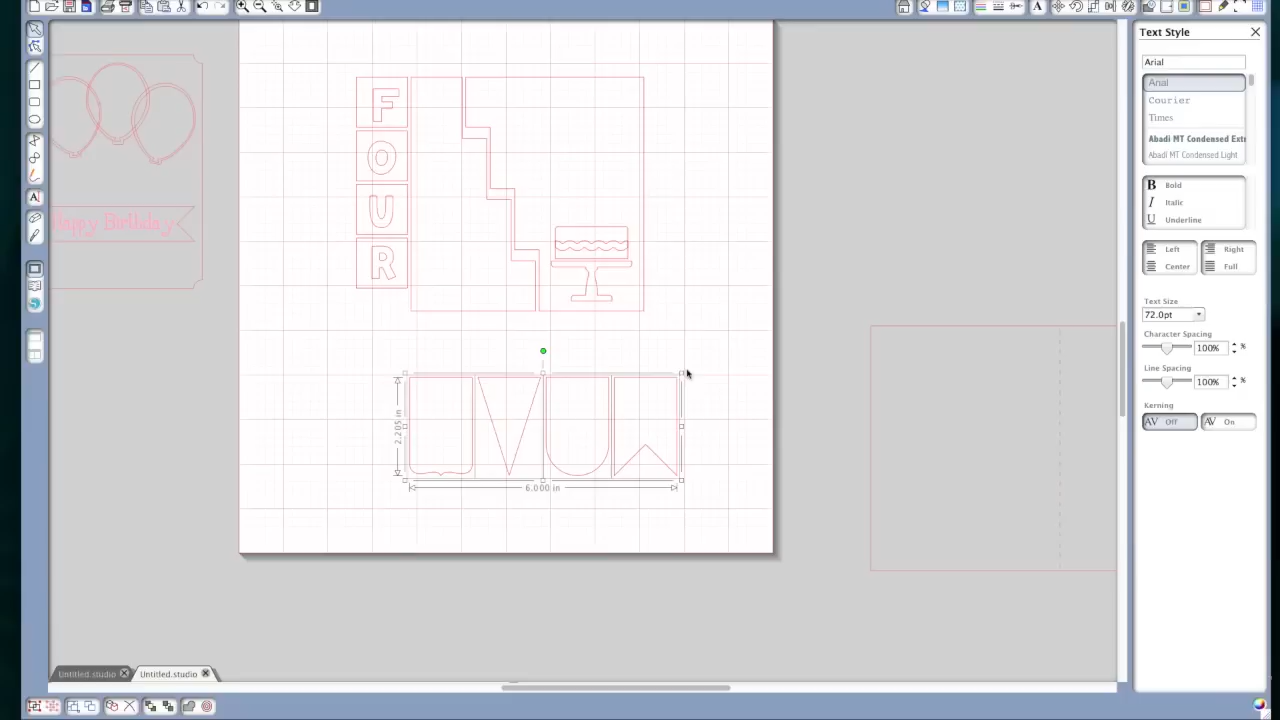 Text Style
Arial
Arial
Courier
Times
Abadi MT Condensed Extr
Abadi MT Condensed Light
B Bold
I Italic
U Underline
Left
Right
Center
Full
Text Size
72.0pt
Character Spacing
100% %
Line Spacing
100% %
Kerning
AV Off
AV On
F
O
U
R
Happy Birthday
2.205 in
6.000 in
Untitled.studio
Untitled.studio